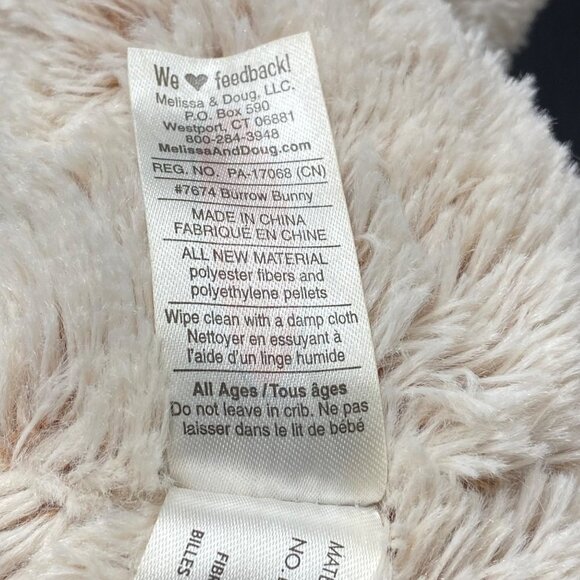 We ♥ feedback!
Melissa & Doug, LLC.
P.O. Box 590
Westport, CT 06881
800-284-3948
MelissaAndDoug.com
REG. NO. PA-17068 (CN)
#7674 Burrow Bunny
MADE IN CHINA
FABRIQUÉ EN CHINE
ALL NEW MATERIAL
polyester fibers and
polyethylene pellets
Wipe clean with a damp cloth
Nettoyer en essuyant à
l'aide d'un linge humide
All Ages/Tous âges
Do not leave in crib. Ne pas
laisser dans le lit de bébé
BILLES